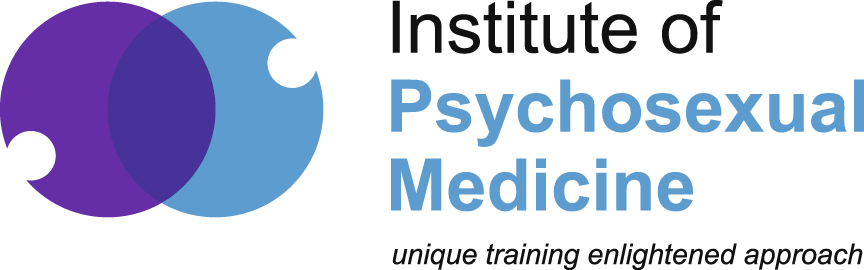 Institute of
Psychosexual
Medicine
unique training enlightened approach